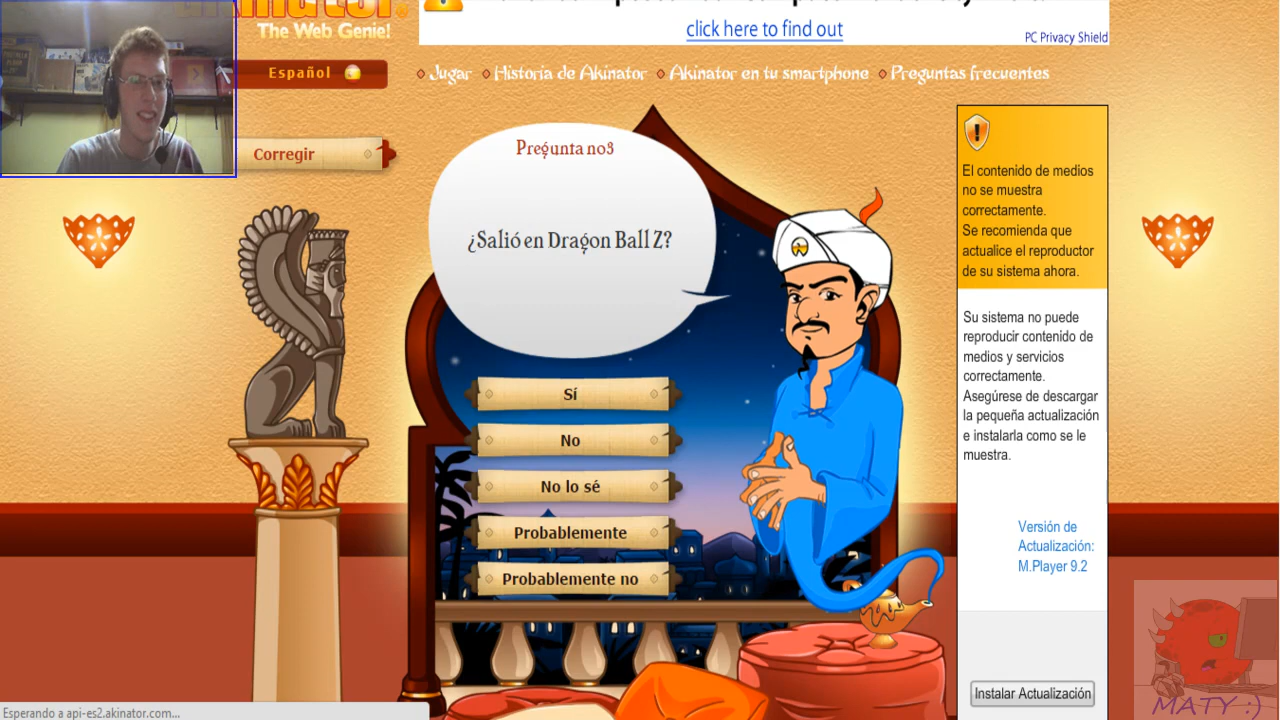 akinator
The Web Genie!
click here to find out
PC Privacy Shield
Español
Jugar
Historia de Akinator
Akinator en tu smartphone
Preguntas frecuentes
Corregir
Pregunta no3
¿Salió en Dragon Ball Z?
Sí
No
No lo sé
Probablemente
Probablemente no
El contenido de medios
no se muestra
correctamente.
Se recomienda que
actualice el reproductor
de su sistema ahora.
Su sistema no puede
reproducir contenido de
medios y servicios
correctamente.
Asegúrese de descargar
la pequeña actualización
e instalarla como se le
muestra.
Versión de
Actualización:
M.Player 9.2
Instalar Actualización
MATY :)
Esperando a api-es2.akinator.com...